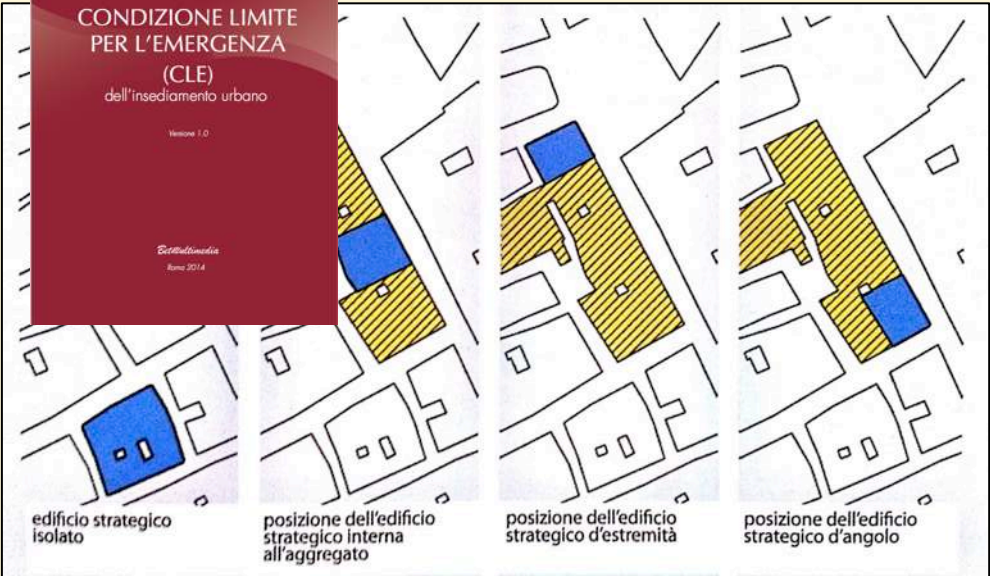 CONDIZIONE LIMITE
PER L'EMERGENZA
(CLE)
dell'insediamento urbano
Versione 1.0
BetMultimedia
Roma 2014
edificio strategico
isolato
posizione dell'edificio
strategico interna
all'aggregato
posizione dell'edificio
strategico d'estremità
posizione dell'edificio
strategico d'angolo